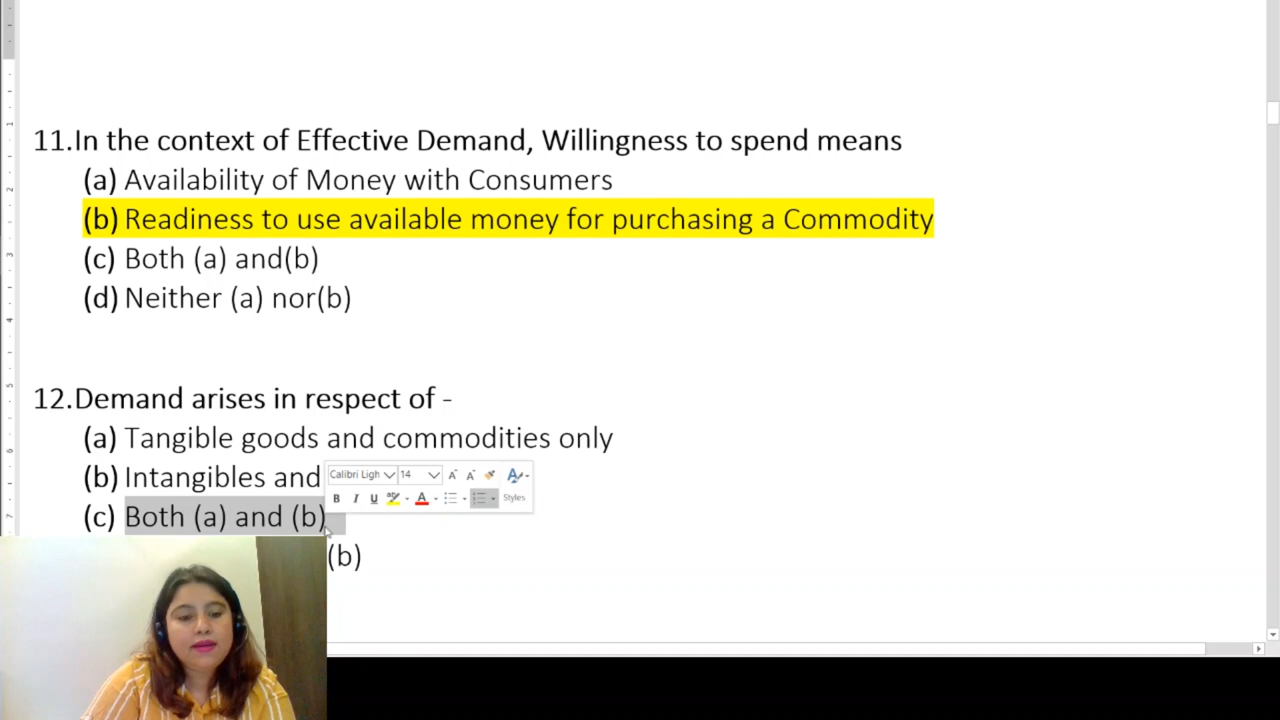 11.In the context of Effective Demand, Willingness to spend means
(a) Availability of Money with Consumers
(b) Readiness to use available money for purchasing a Commodity
(c) Both (a) and(b)
(d) Neither (a) nor(b)
12.Demand arises in respect of -
(a) Tangible goods and commodities only
(b) Intangibles and
Calibri Ligh 14
B I U Styles
(c) Both (a) and (b)
(b)